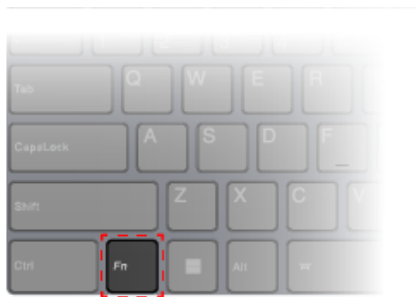 Tab Q W E R
CapsLock A S D F
Shift Z X C V
Ctrl Fn Alt